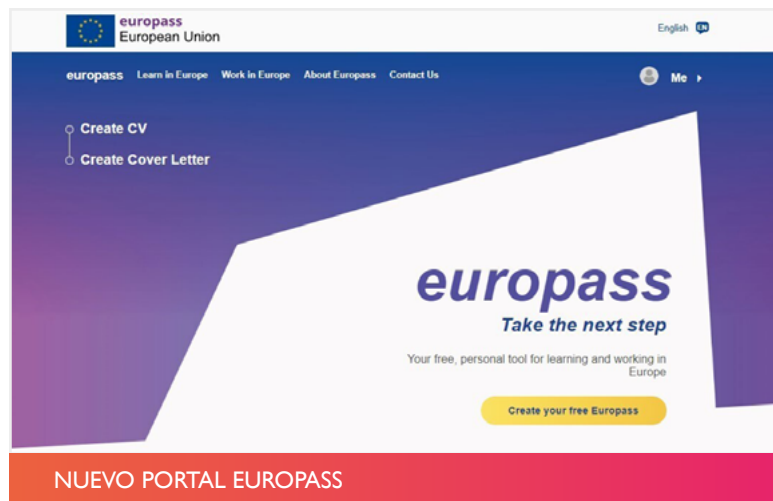 europass
European Union
English EN
europass Learn in Europe Work in Europe About Europass Contact Us
Me
Create CV
Create Cover Letter
europass
Take the next step
Your free, personal tool for learning and working in
Europe
Create your free Europass
NUEVO PORTAL EUROPASS